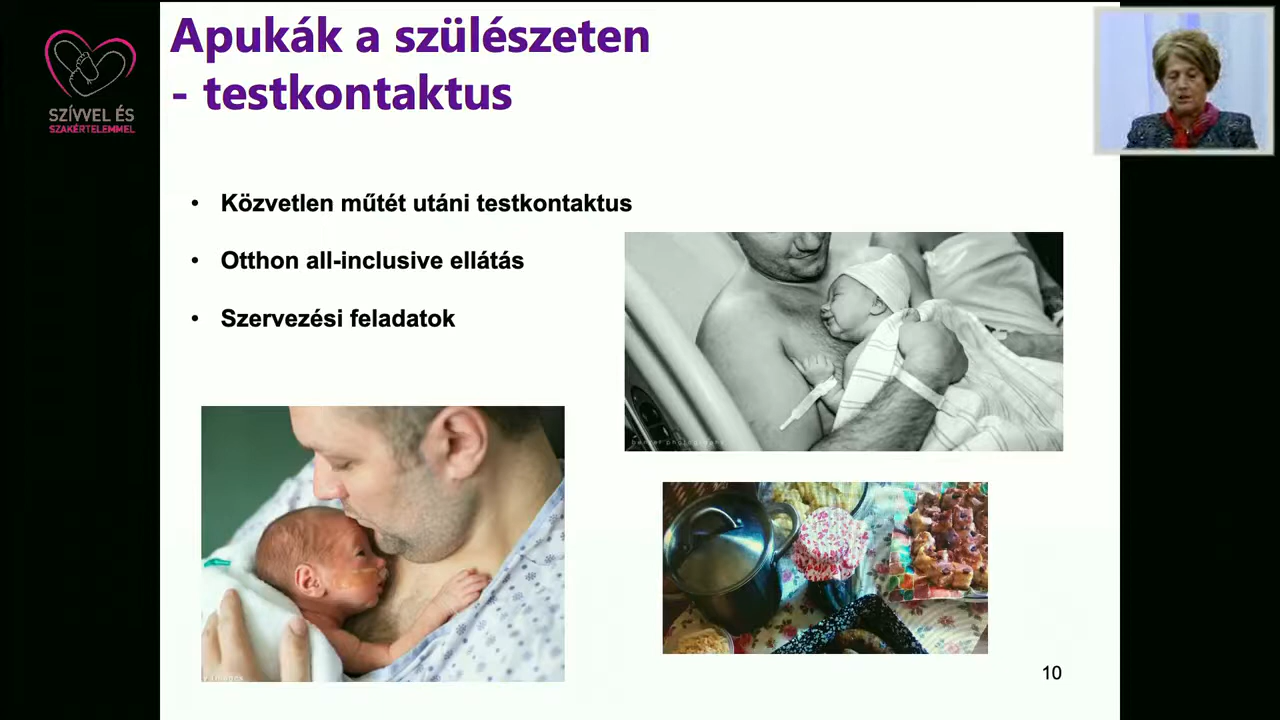 Apukák a szülészeten
- testkontaktus
SZÍVVEL ÉS
SZAKÉRTELEMMEL
• Közvetlen műtét utáni testkontaktus
• Otthon all-inclusive ellátás
• Szervezési feladatok
10